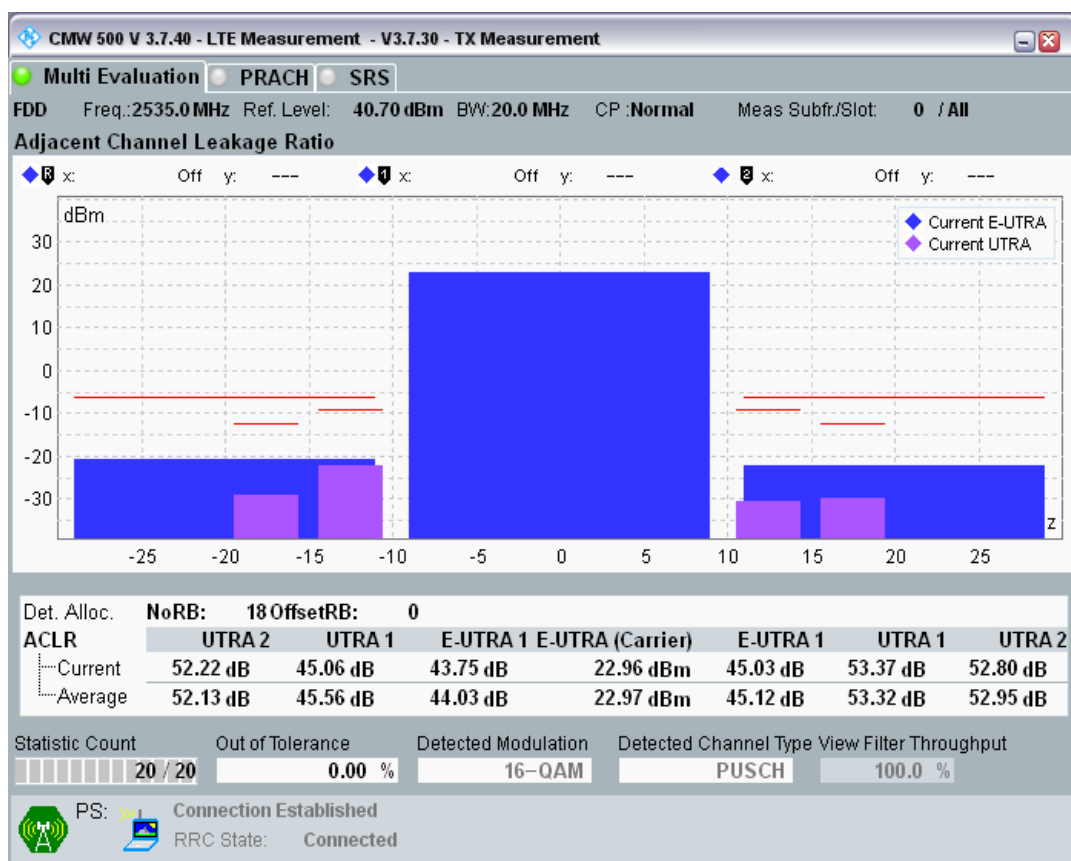 CMW 500 V 3.7.40 - LTE Measurement - V3.7.30 - TX Measurement
Multi Evaluation PRACH SRS
FDD Freq.:2535.0 MHz Ref. Level: 40.70 dBm BW:20.0 MHz CP :Normal Meas Subfr./Slot: 0 / All
Adjacent Channel Leakage Ratio
R x: Off y: --- 1 x: Off y: --- 2 x: Off y: ---
dBm
Current E-UTRA
Current UTRA
30
20
10
0
-10
-20
-30
z
-25 -20 -15 -10 -5 0 5 10 15 20 25
Det. Alloc. NoRB: 18 OffsetRB: 0
ACLR UTRA 2 UTRA 1 E-UTRA 1 E-UTRA (Carrier) E-UTRA 1 UTRA 1 UTRA 2
Current 52.22 dB 45.06 dB 43.75 dB 22.96 dBm 45.03 dB 53.37 dB 52.80 dB
Average 52.13 dB 45.56 dB 44.03 dB 22.97 dBm 45.12 dB 53.32 dB 52.95 dB
Statistic Count Out of Tolerance Detected Modulation Detected Channel Type View Filter Throughput
20 / 20 0.00 % 16-QAM PUSCH 100.0 %
PS: Connection Established
RRC State: Connected